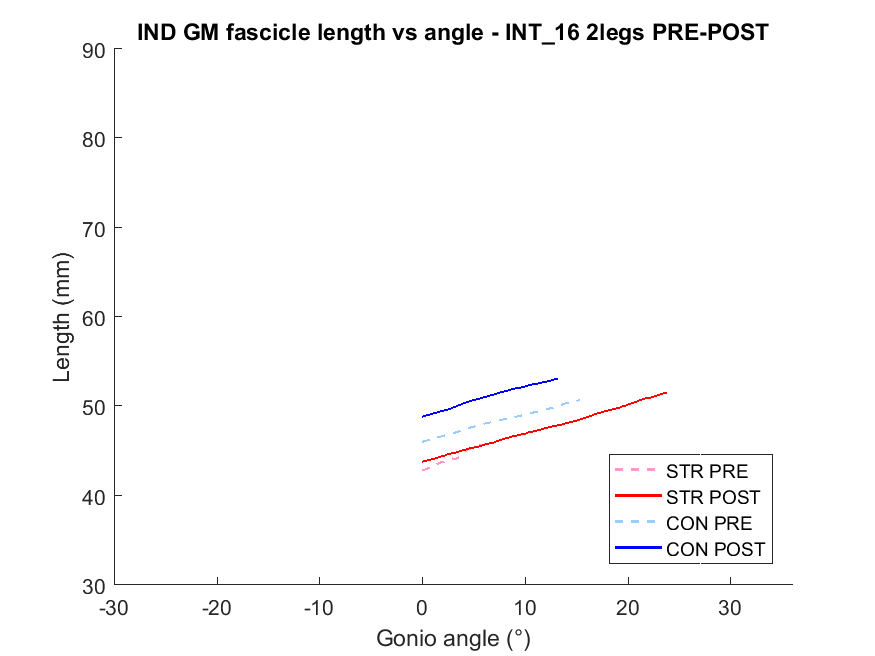 IND GM fascicle length vs angle - INT_16 2legs PRE-POST
90
80
70
60
50
40
30
Length (mm)
-30
-20
-10
0
10
20
30
Gonio angle (°)
STR PRE
STR POST
CON PRE
CON POST